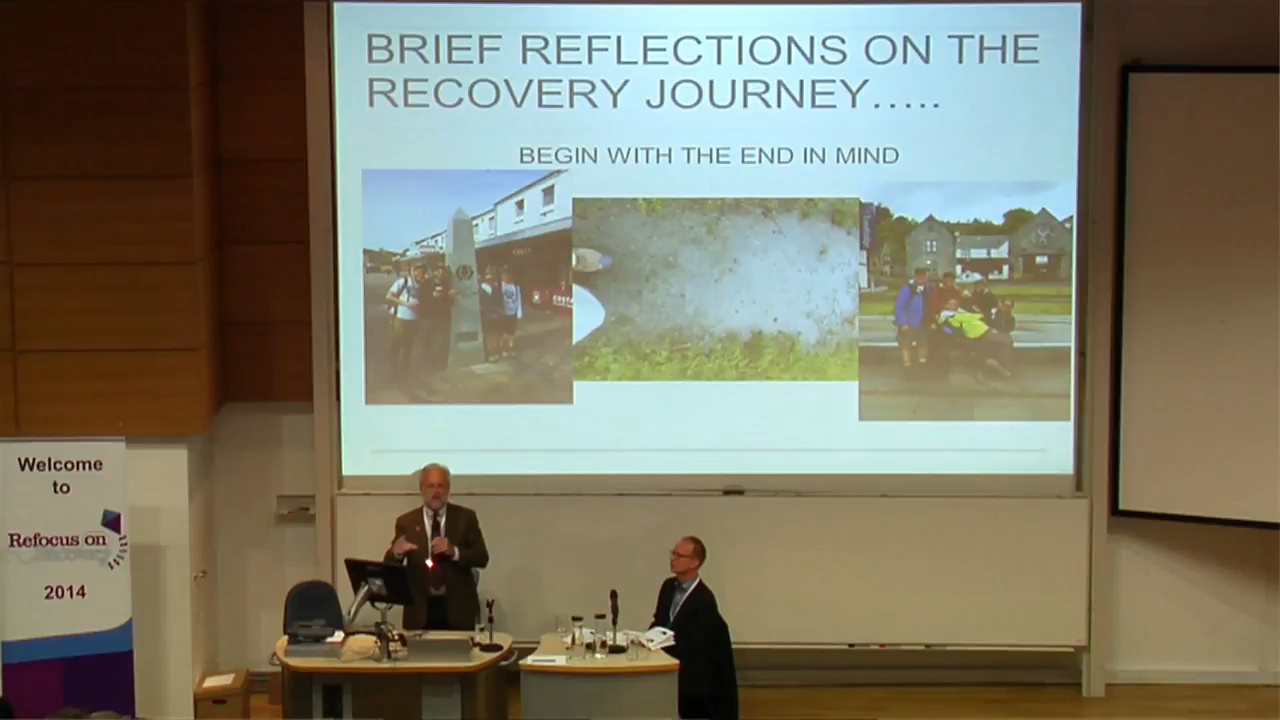 BRIEF REFLECTIONS ON THE
RECOVERY JOURNEY.....
BEGIN WITH THE END IN MIND
Welcome
to
Refocus on
2014